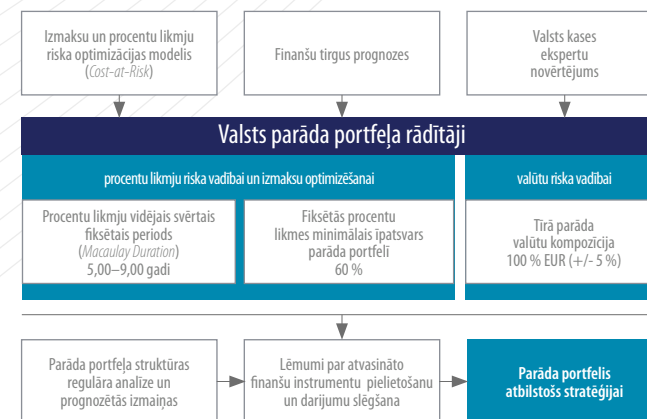 Izmaksu un procentu likmju
riska optimizācijas modelis
(Cost-at-Risk)
Finanšu tirgus prognozes
Valsts kases
ekspertu
novērtējums
Valsts parāda portfeļa rādītāji
procentu likmju riska vadībai un izmaksu optimizēšanai
valūtu riska vadībai
Procentu likmju vidējais svērtais
fiksētais periods
(Macaulay Duration)
5,00–9,00 gadi
Fiksētās procentu
likmes minimālais īpatsvars
parāda portfelī
60 %
Tīrā parāda
valūtu kompozīcija
100 % EUR (+/- 5 %)
Parāda portfeļa struktūras
regulāra analīze un
prognozētās izmaiņas
Lēmumi par atvasināto
finanšu instrumentu pielietošanu
un darijumu slēgšana
Parāda portfelis
atbilstošs stratēģijai